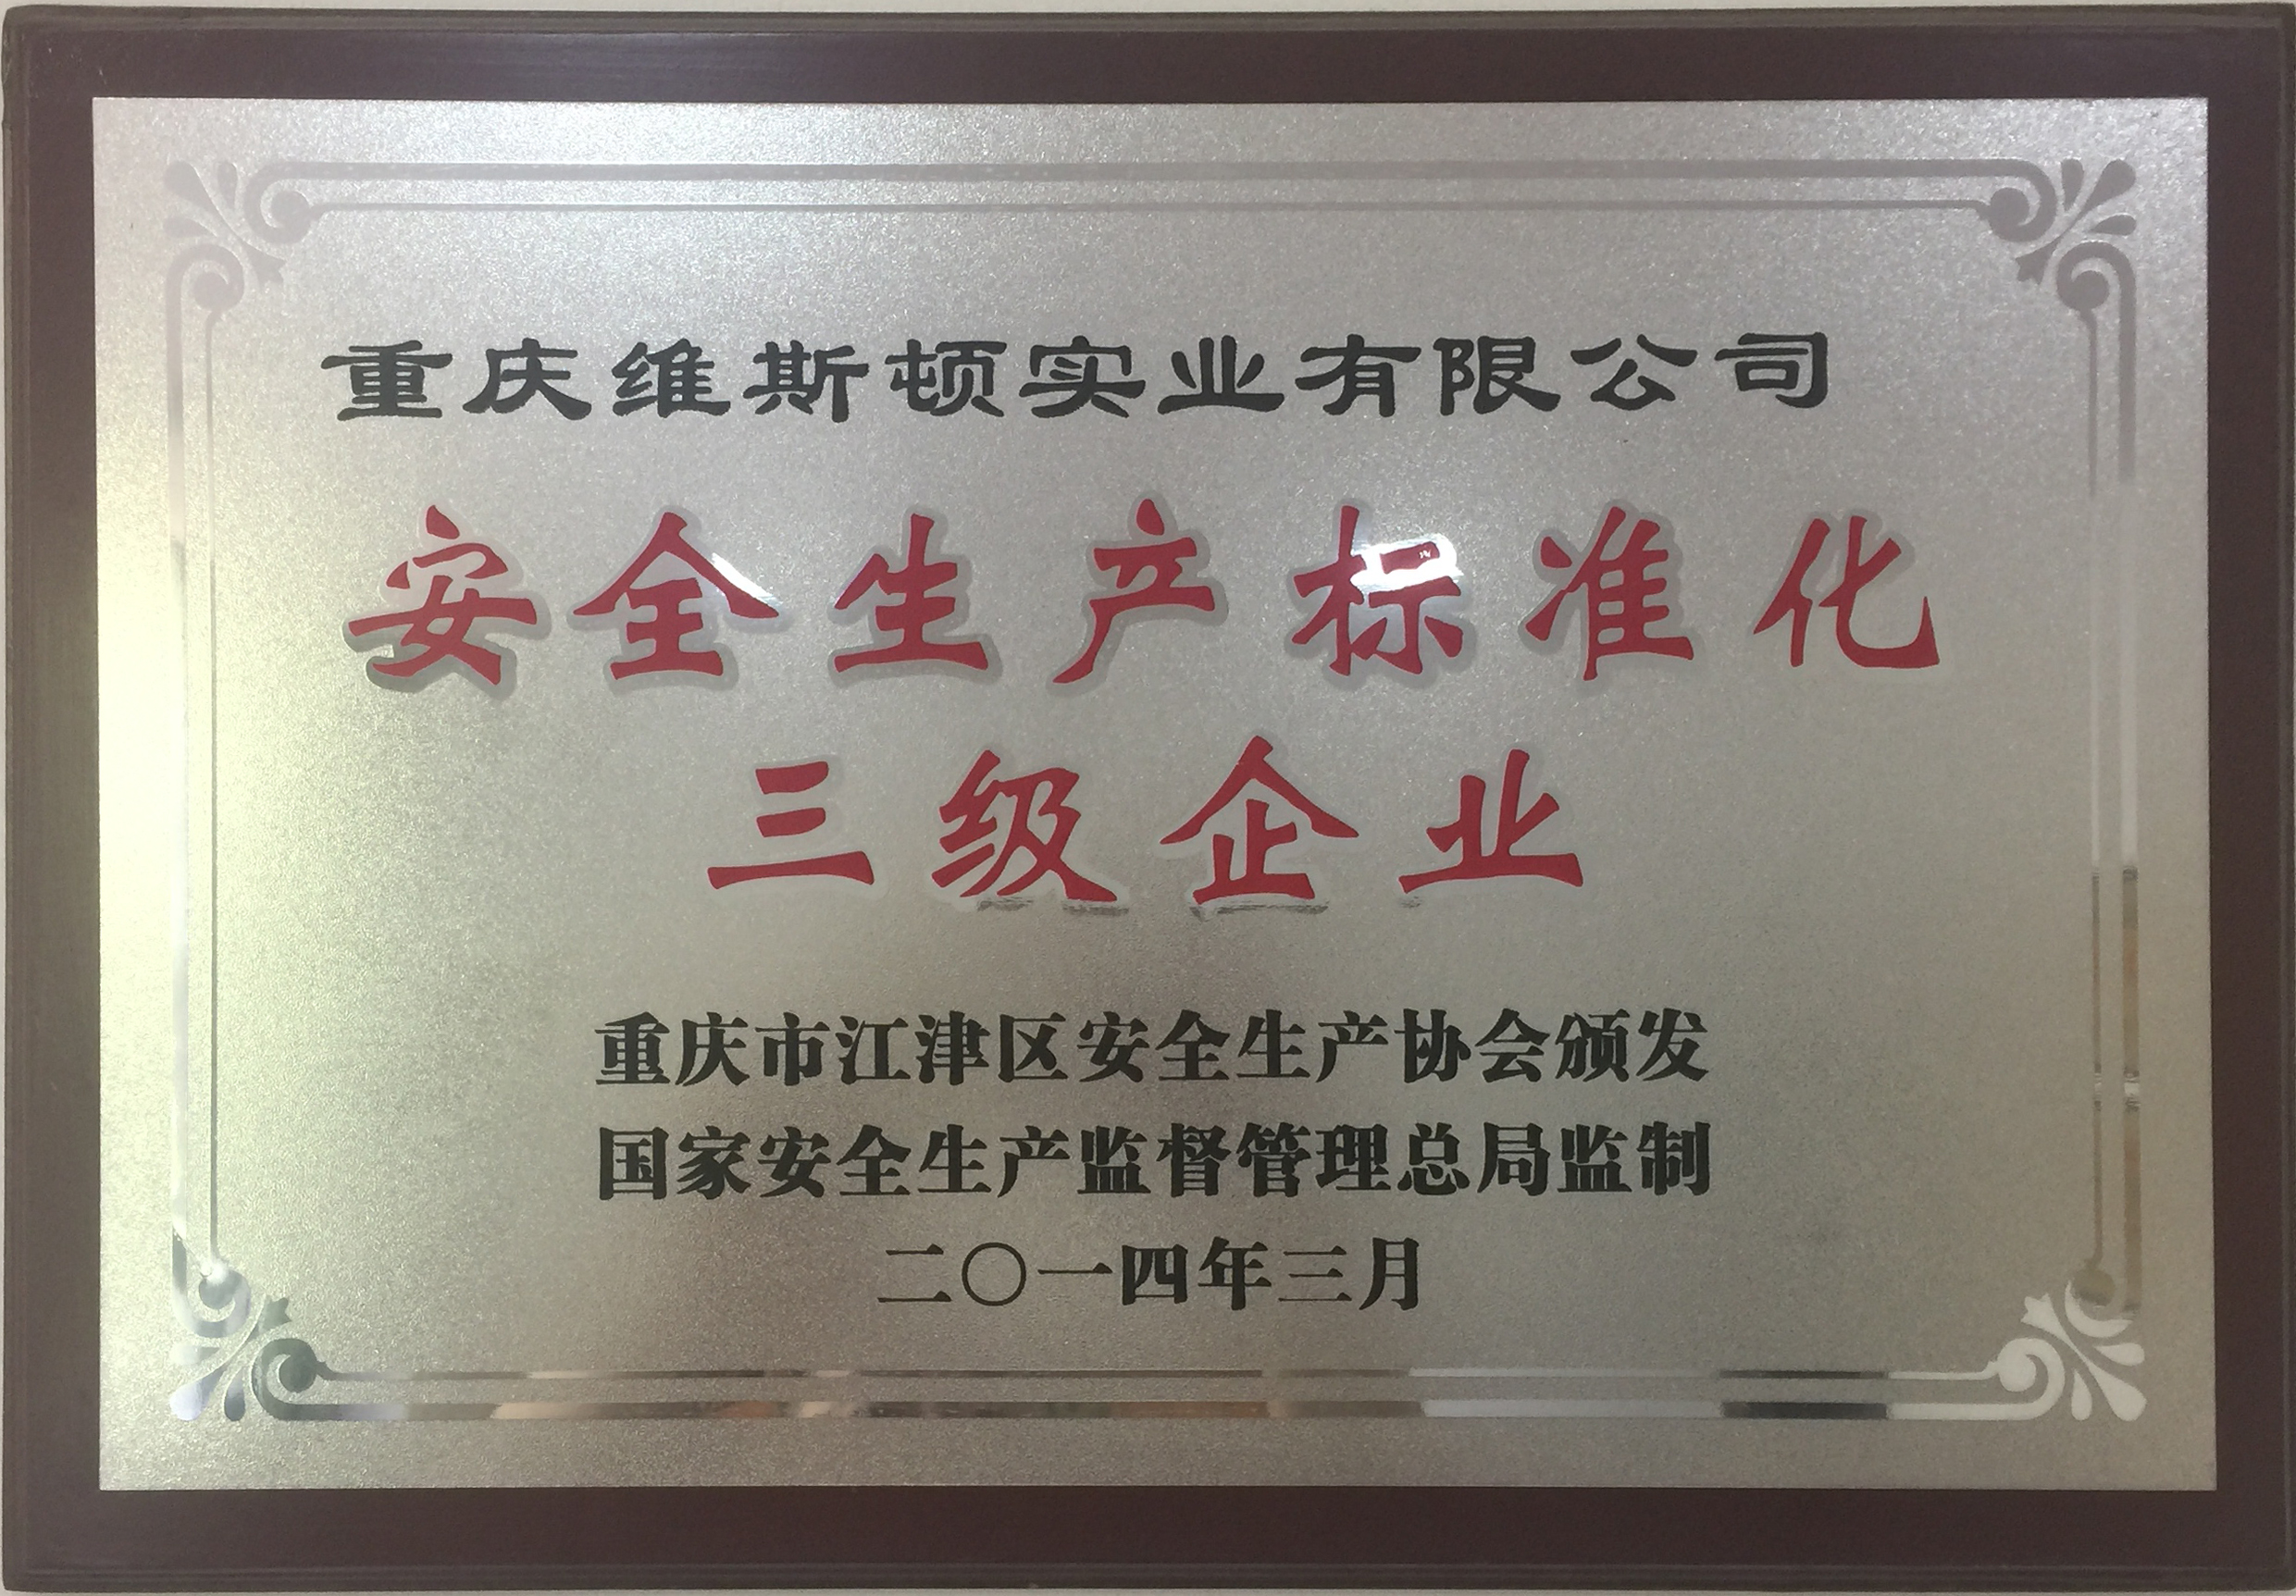 重庆维斯顿实业有限公司
安全生产标准化
三级企业
重庆市江津区安全生产协会颁发
国家安全生产监督管理总局监制
二〇一四年三月